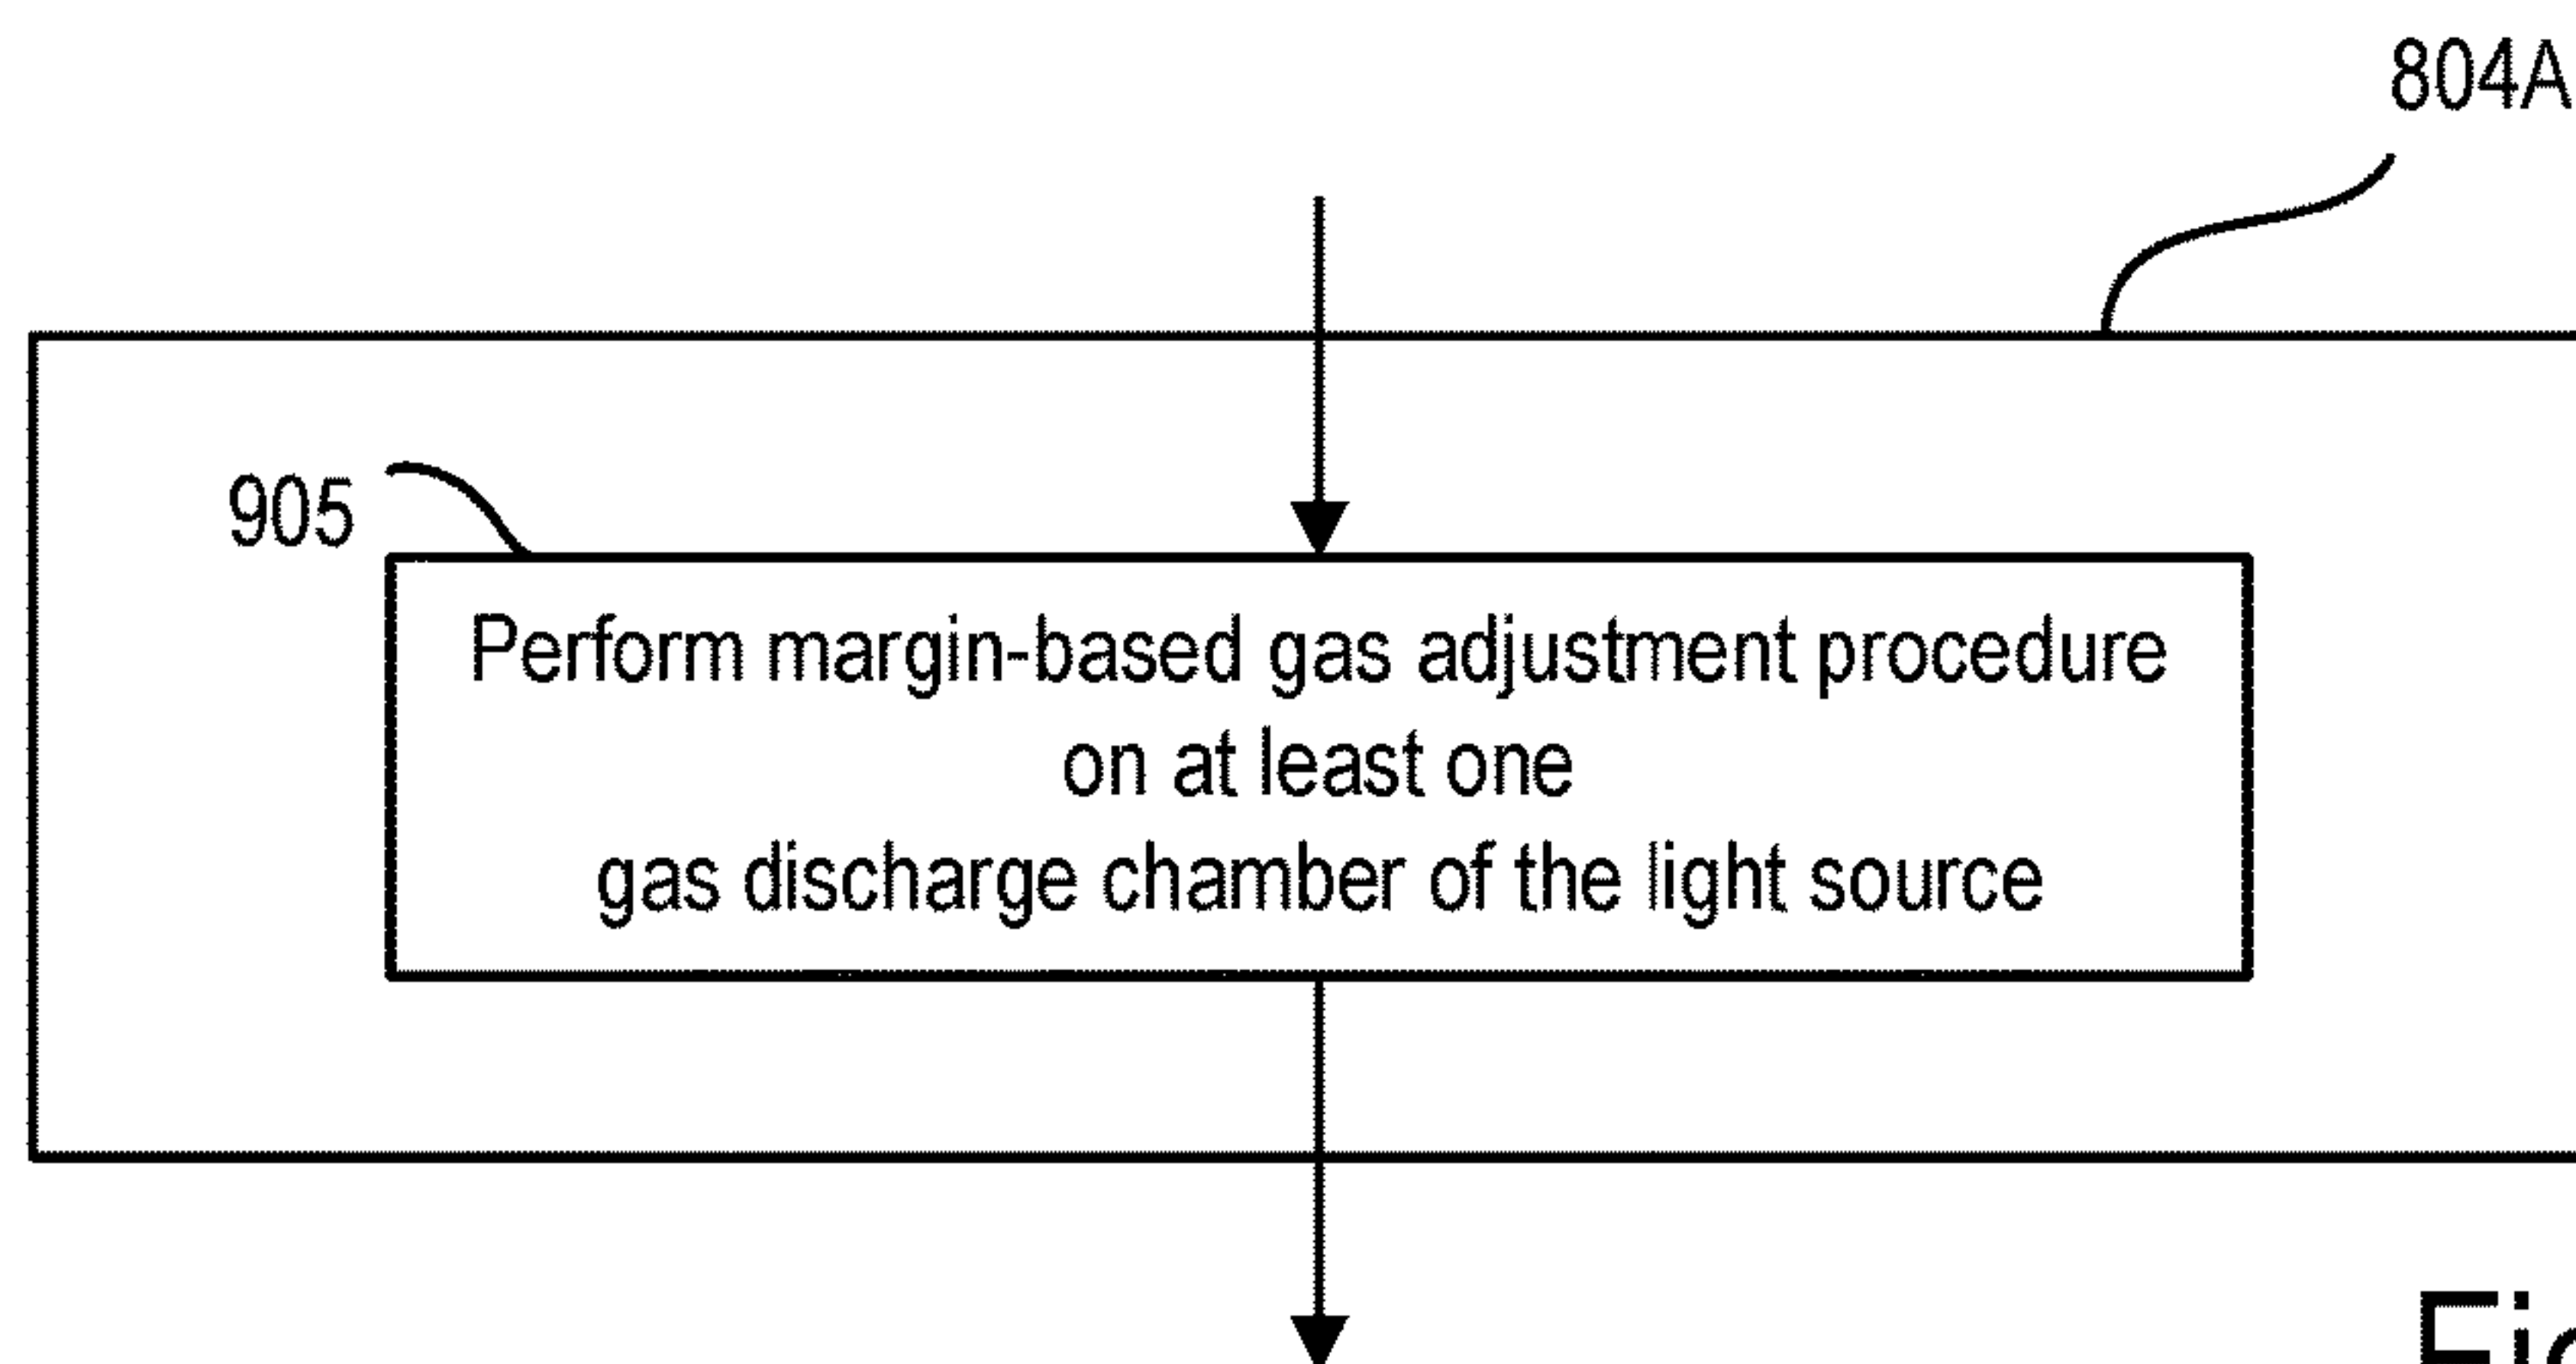 804A
905
Perform margin-based gas adjustment procedure
on at least one
gas discharge chamber of the light source